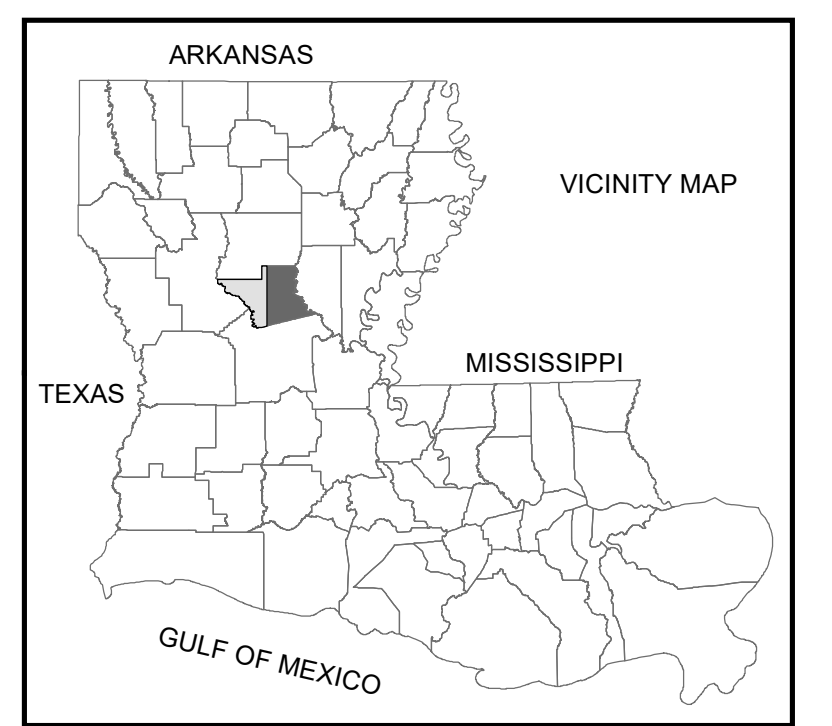 ARKANSAS
VICINITY MAP
MISSISSIPPI
TEXAS
GULF OF MEXICO